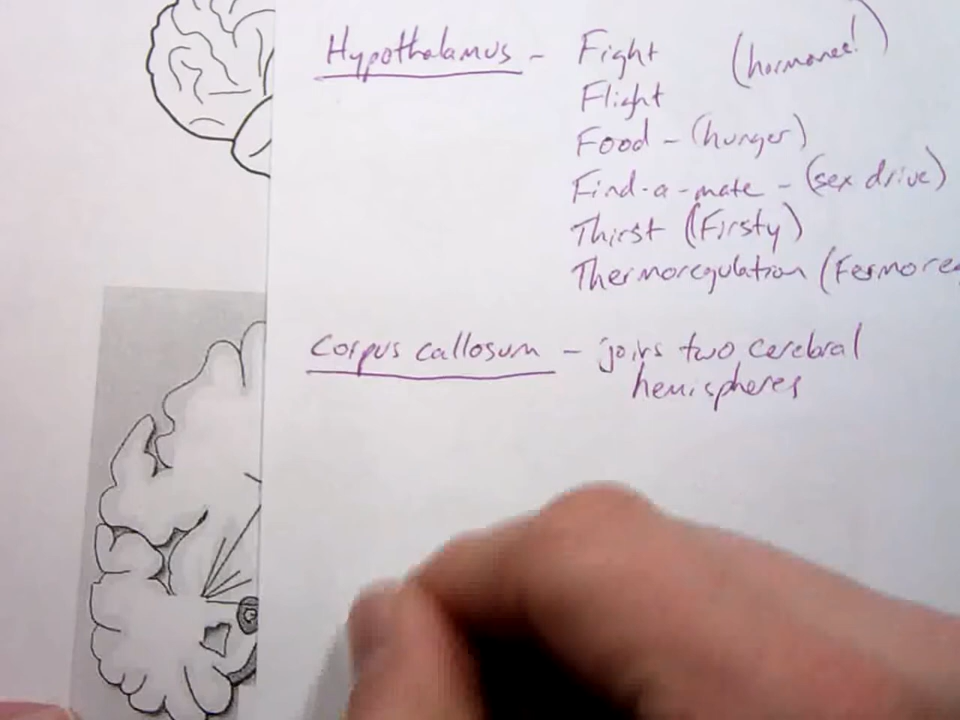 Hypothalamus - Fight (hormones!)
Flight
Food - (hunger)
Find-a-mate - (sex drive)
Thirst (Firsty)
Thermoregulation (Fermore
Corpus callosum - joins two cerebral
hemispheres